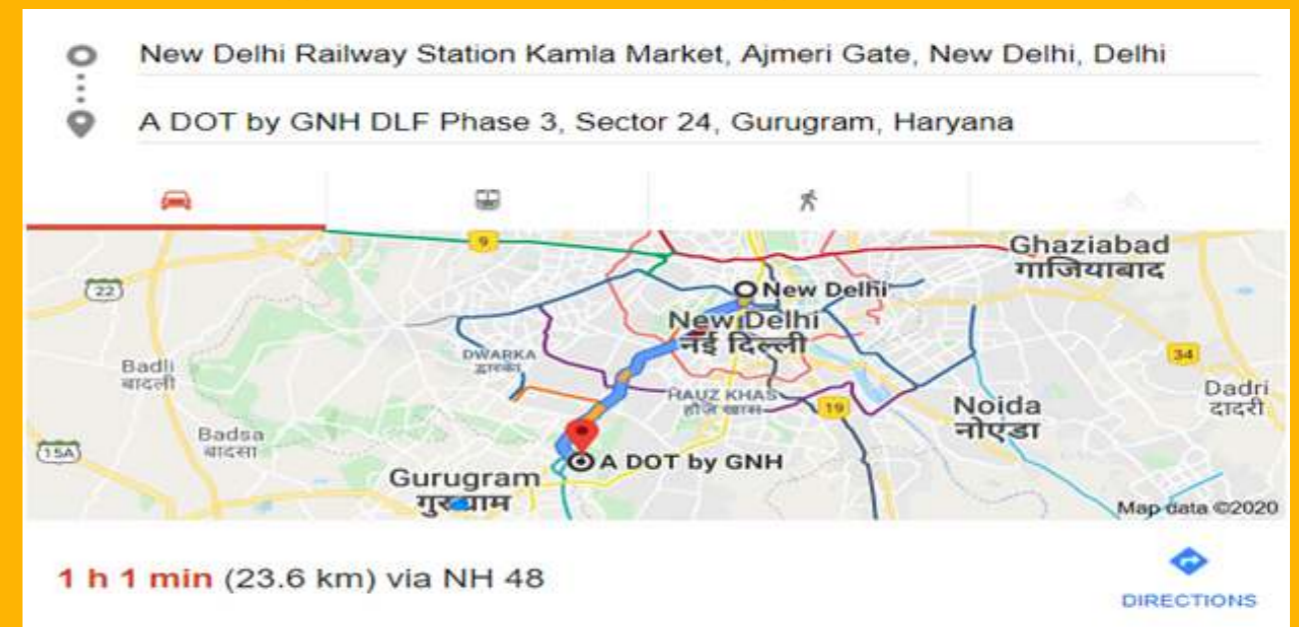 New Delhi Railway Station Kamla Market, Ajmeri Gate, New Delhi, Delhi
A DOT by GNH DLF Phase 3, Sector 24, Gurugram, Haryana
9
Ghaziabad
गाजियाबाद
22
New Delhi
New Delhi
नई दिल्ली
34
DWARKA
द्वारका
Badli
बादली
HAUZ KHAS
हौज़ खास
19
Dadri
दादरी
Noida
नोएडा
Badsa
बादसा
15A
A DOT by GNH
Gurugram
गुरुग्राम
Map data ©2020
1 h 1 min (23.6 km) via NH 48
DIRECTIONS